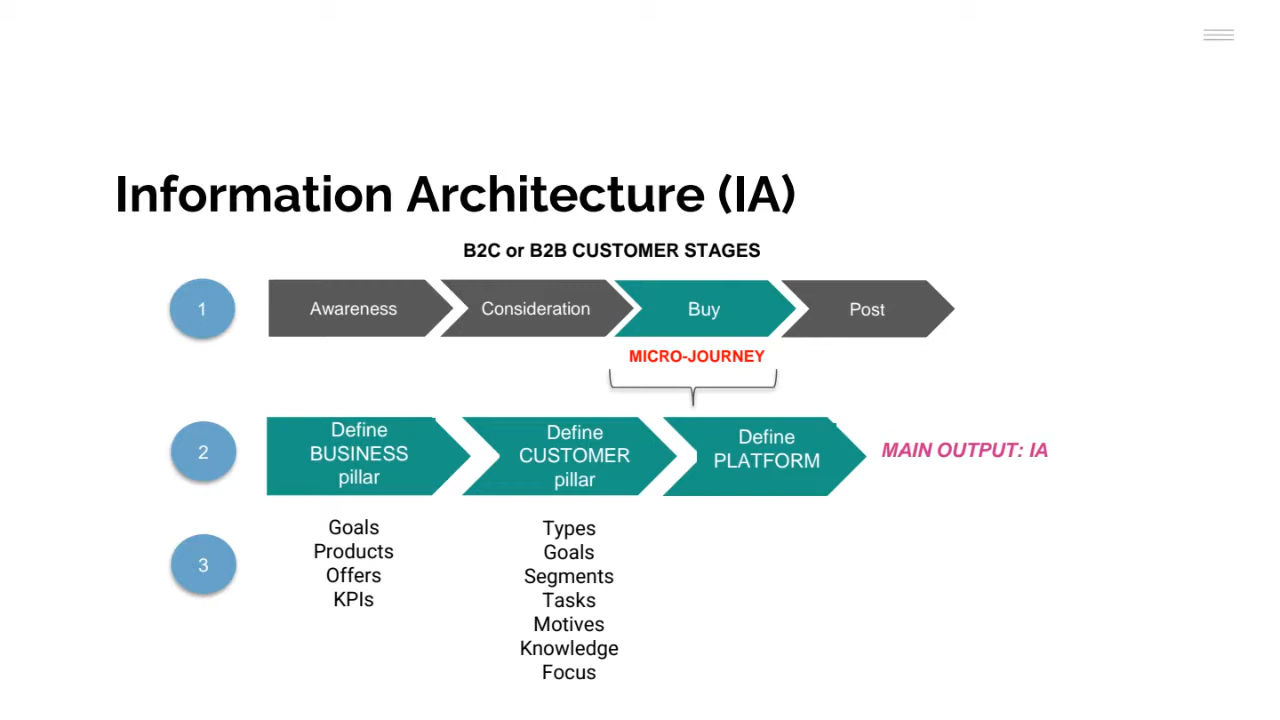 Information Architecture (IA)
B2C or B2B CUSTOMER STAGES
1
Awareness
Consideration
Buy
Post
MICRO-JOURNEY
2
Define
BUSINESS
pillar
Define
CUSTOMER
pillar
Define
PLATFORM
MAIN OUTPUT: IA
3
Goals
Products
Offers
KPIs
Types
Goals
Segments
Tasks
Motives
Knowledge
Focus